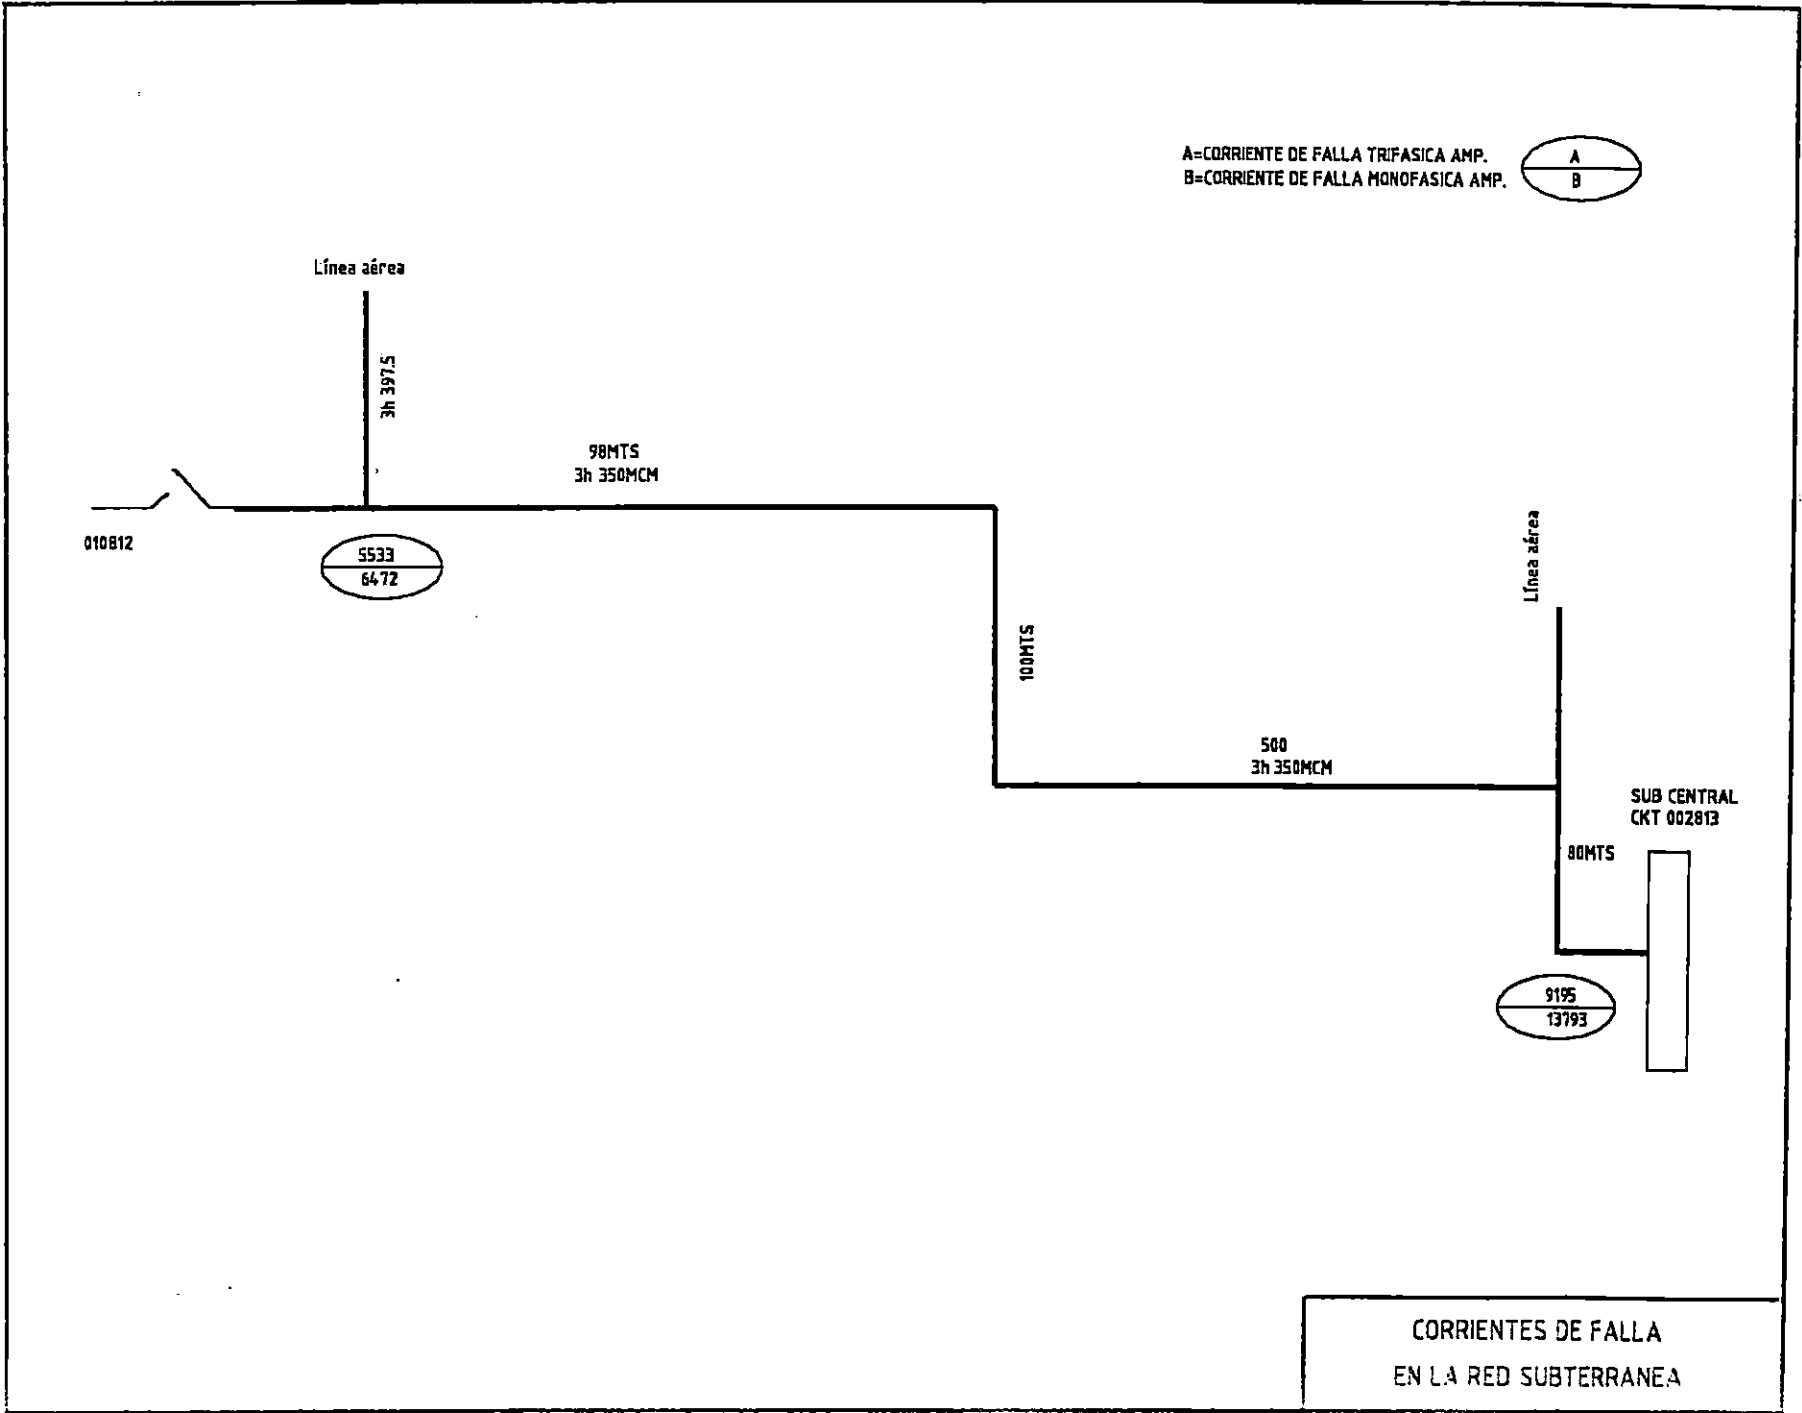 A=CORRIENTE DE FALLA TRIFASICA AMP.
B=CORRIENTE DE FALLA MONOFASICA AMP.
A
B
Línea aérea
3h 397.5
98MTS
3h 350MCM
010812
5533
6472
100MTS
Línea aérea
500
3h 350MCM
SUB CENTRAL
CKT 002813
80MTS
9195
13793
CORRIENTES DE FALLA
EN LA RED SUBTERRANEA